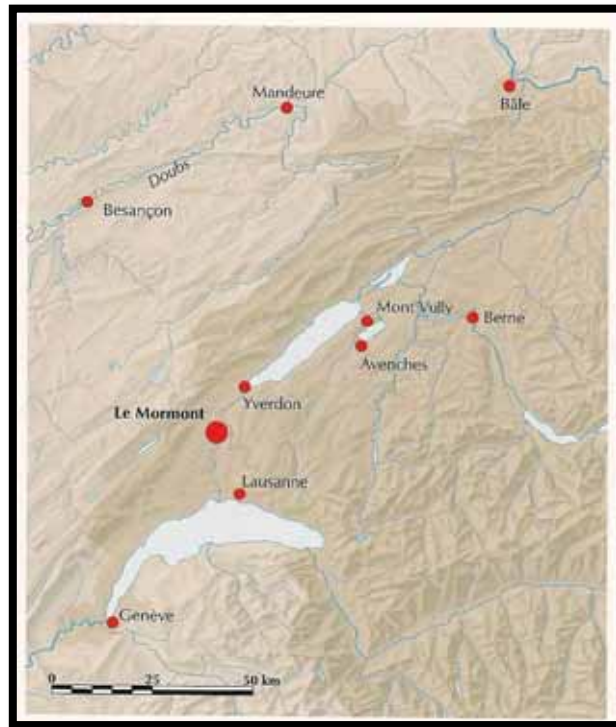 Mandeure
Bâle
Doubs
Besançon
Mont Vully
Berne
Avenches
Yverdon
Le Mormont
Lausanne
Genève
0 25 50 km